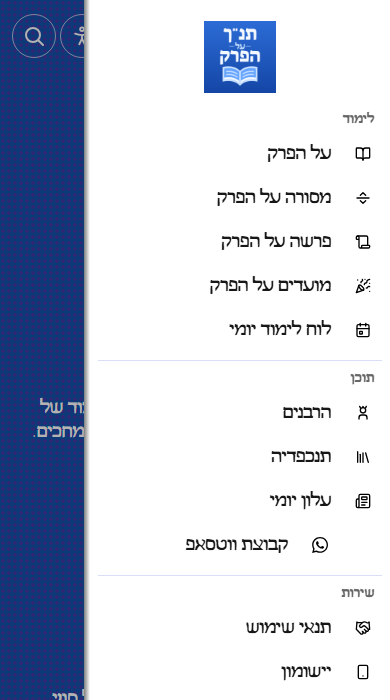 תנ״ך
על
הפרק
לימוד
על הפרק
מסורה על הפרק
פרשה על הפרק
מועדים על הפרק
לוח לימוד יומי
תוכן
הרבנים
תנכפדיה
עלון יומי
קבוצת ווטסאפ
שירות
תנאי שימוש
יישומון
של